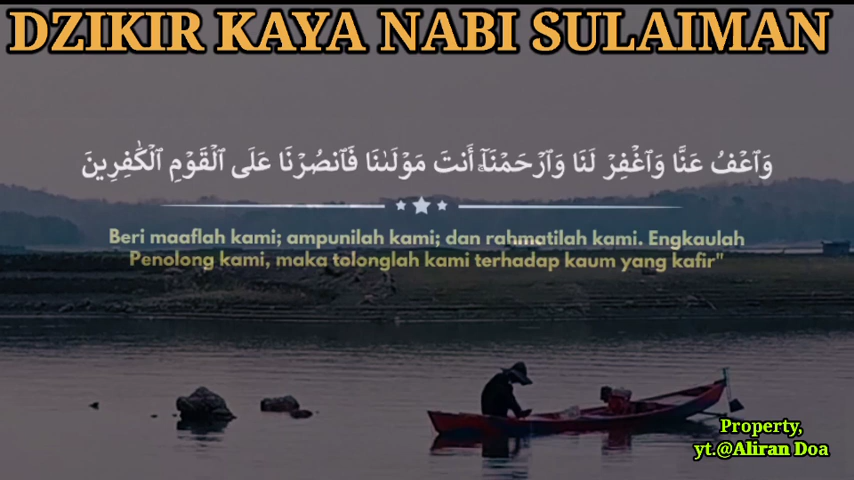 DZIKIR KAYA NABI SULAIMAN
وَٱعۡفُ عَنَّا وَٱغۡفِرۡ لَنَا وَٱرۡحَمۡنَآۚ أَنتَ مَوۡلَىٰنَا فَٱنصُرۡنَا عَلَى ٱلۡقَوۡمِ ٱلۡكَٰفِرِينَ
Beri maaflah kami; ampunilah kami; dan rahmatilah kami. Engkaulah
Penolong kami, maka tolonglah kami terhadap kaum yang kafir"
Property,
yt.@Aliran Doa